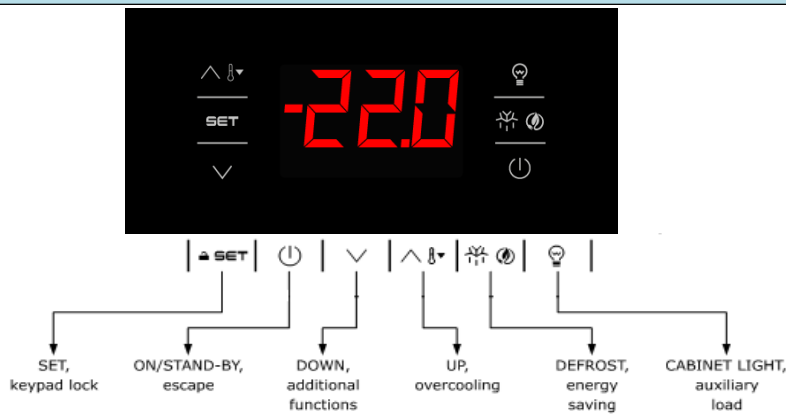 SET
-22.0
SET
SET,
keypad lock
ON/STAND-BY,
escape
DOWN,
additional
functions
UP,
overcooling
DEFROST,
energy
saving
CABINET LIGHT,
auxiliary
load